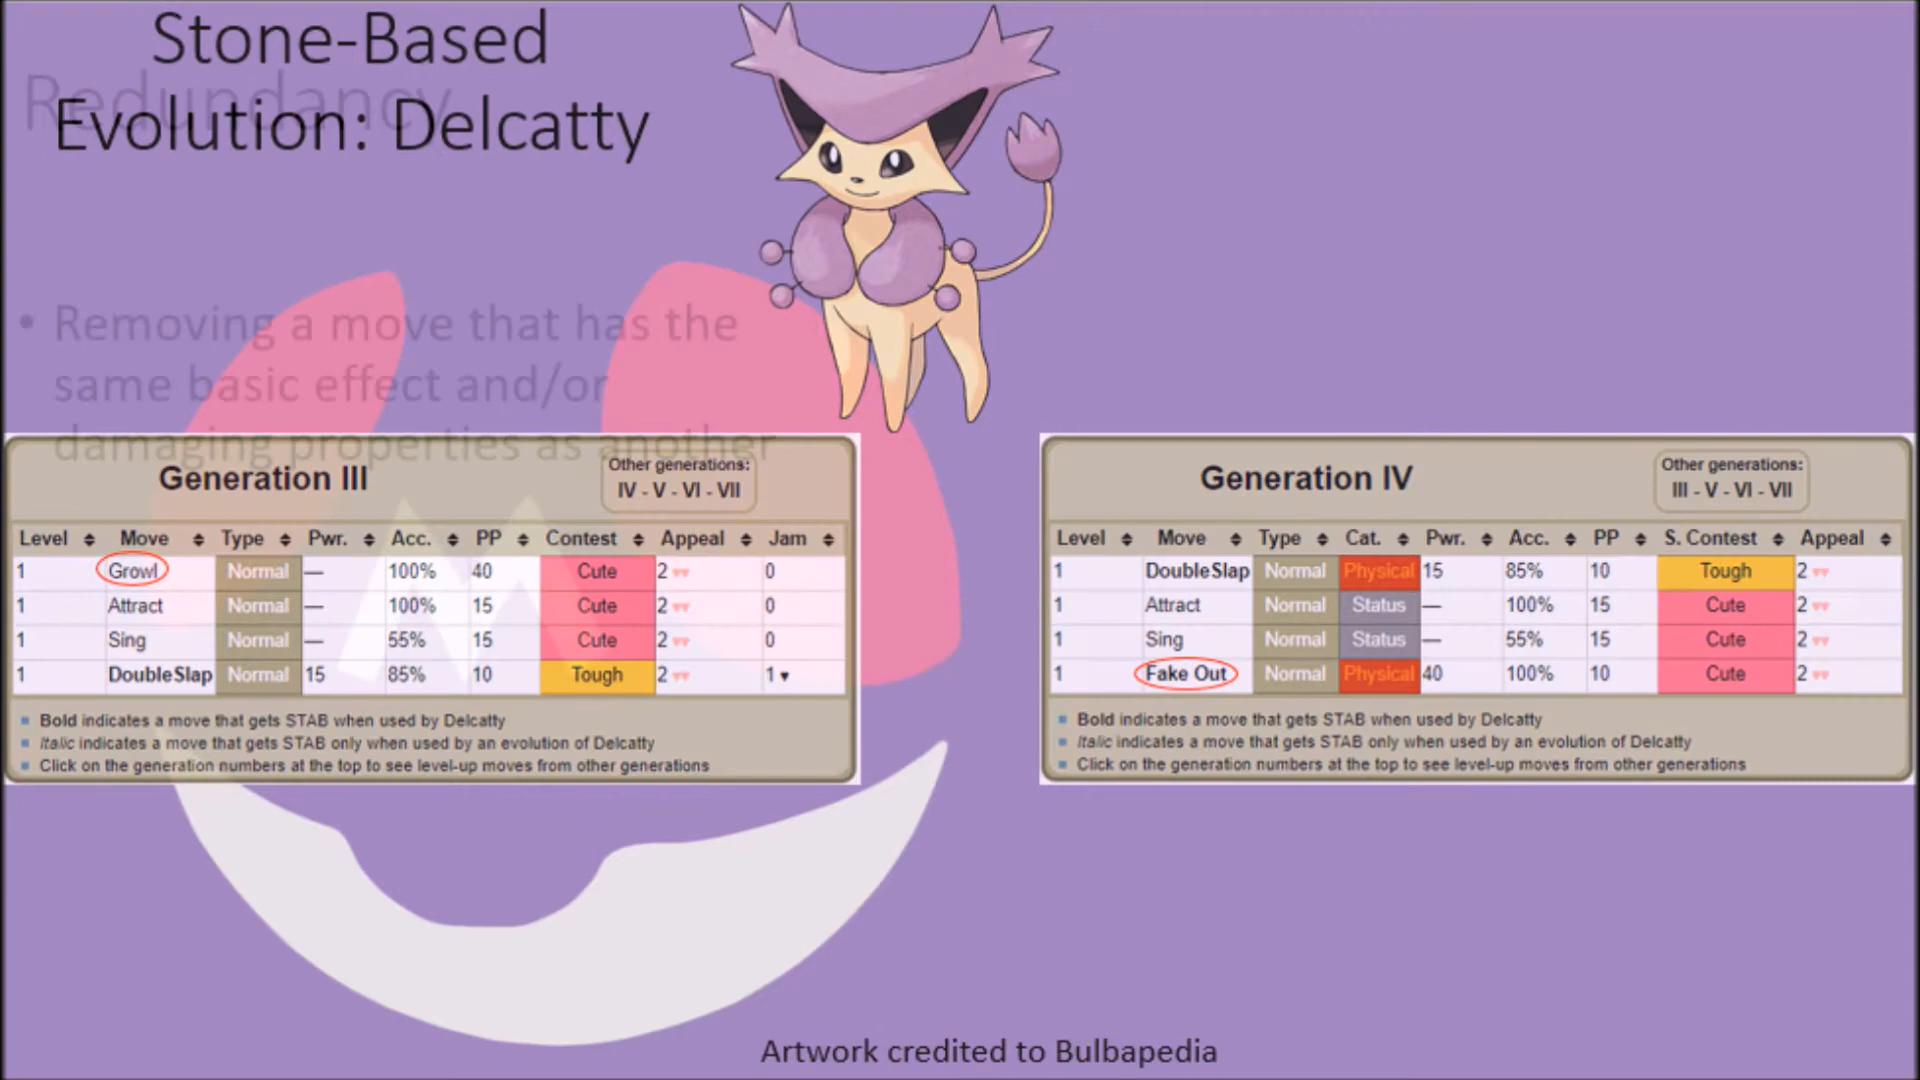 Stone-Based
Evolution: Delcatty
Redundancy
• Removing a move that has the
same basic effect and/or
damaging properties as another
Generation III
Other generations:
IV - V - VI - VII
Level Move Type Pwr. Acc. PP Contest Appeal Jam
1 Growl Normal — 100% 40 Cute 2 0
1 Attract Normal — 100% 15 Cute 2 0
1 Sing Normal — 55% 15 Cute 2 0
1 DoubleSlap Normal 15 85% 10 Tough 2 1
Bold indicates a move that gets STAB when used by Delcatty
Italic indicates a move that gets STAB only when used by an evolution of Delcatty
Click on the generation numbers at the top to see level-up moves from other generations
Generation IV
Other generations:
III - V - VI - VII
Level Move Type Cat. Pwr. Acc. PP S. Contest Appeal
1 DoubleSlap Normal Physical 15 85% 10 Tough 2
1 Attract Normal Status — 100% 15 Cute 2
1 Sing Normal Status — 55% 15 Cute 2
1 Fake Out Normal Physical 40 100% 10 Cute 2
Bold indicates a move that gets STAB when used by Delcatty
Italic indicates a move that gets STAB only when used by an evolution of Delcatty
Click on the generation numbers at the top to see level-up moves from other generations
Artwork credited to Bulbapedia